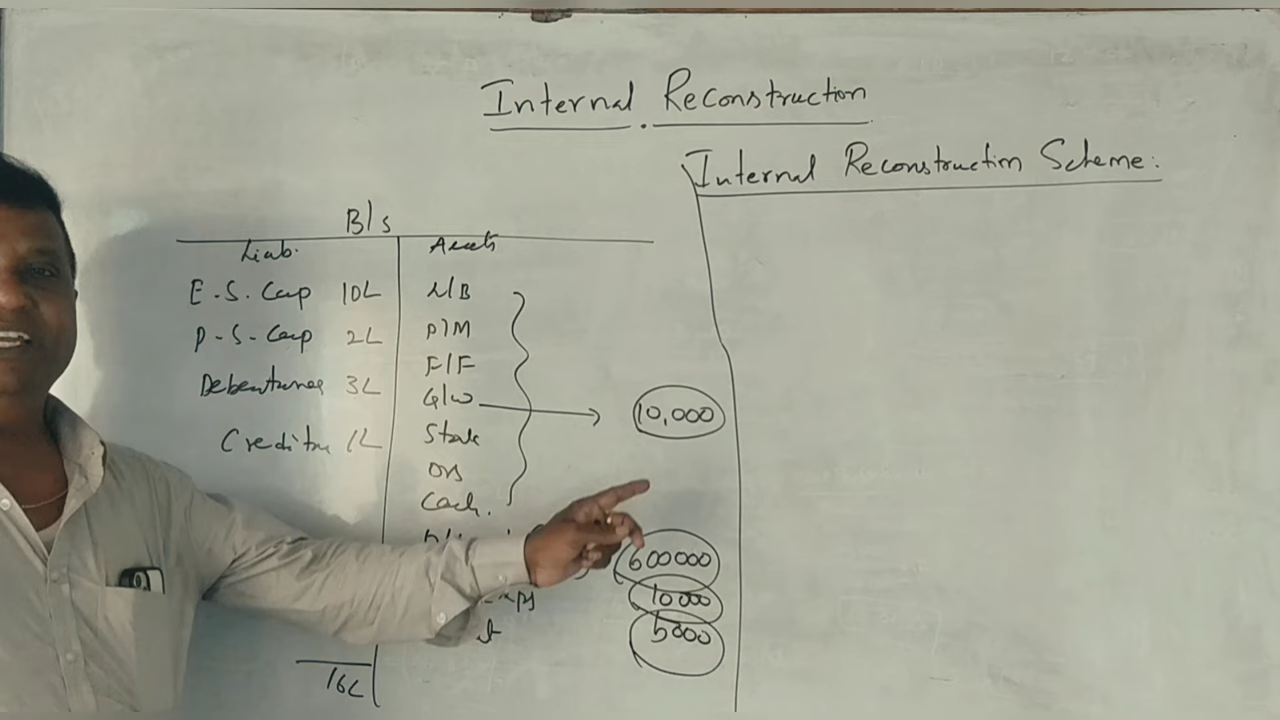 Internal Reconstruction
Internal Reconstruction Scheme:
B/s
Liab. Assets
E.S. Cap 10L L/B
P-S-Cap 2L P/M
F/F
Debentures 3L
G/w 10,000
Creditors 1L Stock
Drs
Cash.
600000
10000
5000
16L